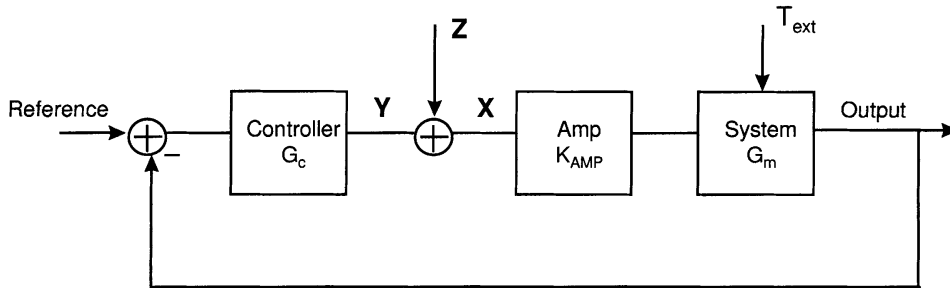 Z
T_ext
Reference
Controller
G_c
Y
X
Amp
K_AMP
System
G_m
Output